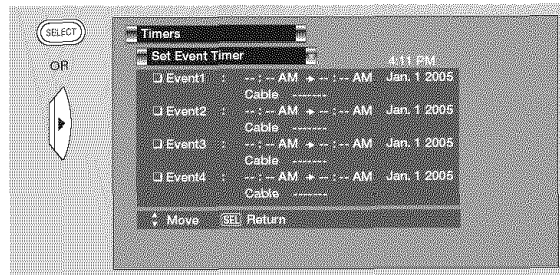 SELECT
OR
Timers
Set Event Timer
4:11 PM
❑ Event1 : -- : -- AM ➔ -- : -- AM Jan. 1 2005
Cable -------
❑ Event2 : -- : -- AM ➔ -- : -- AM Jan. 1 2005
Cable -------
❑ Event3 : -- : -- AM ➔ -- : -- AM Jan. 1 2005
Cable -------
❑ Event4 : -- : -- AM ➔ -- : -- AM Jan. 1 2005
Cable -------
Move SEL Return